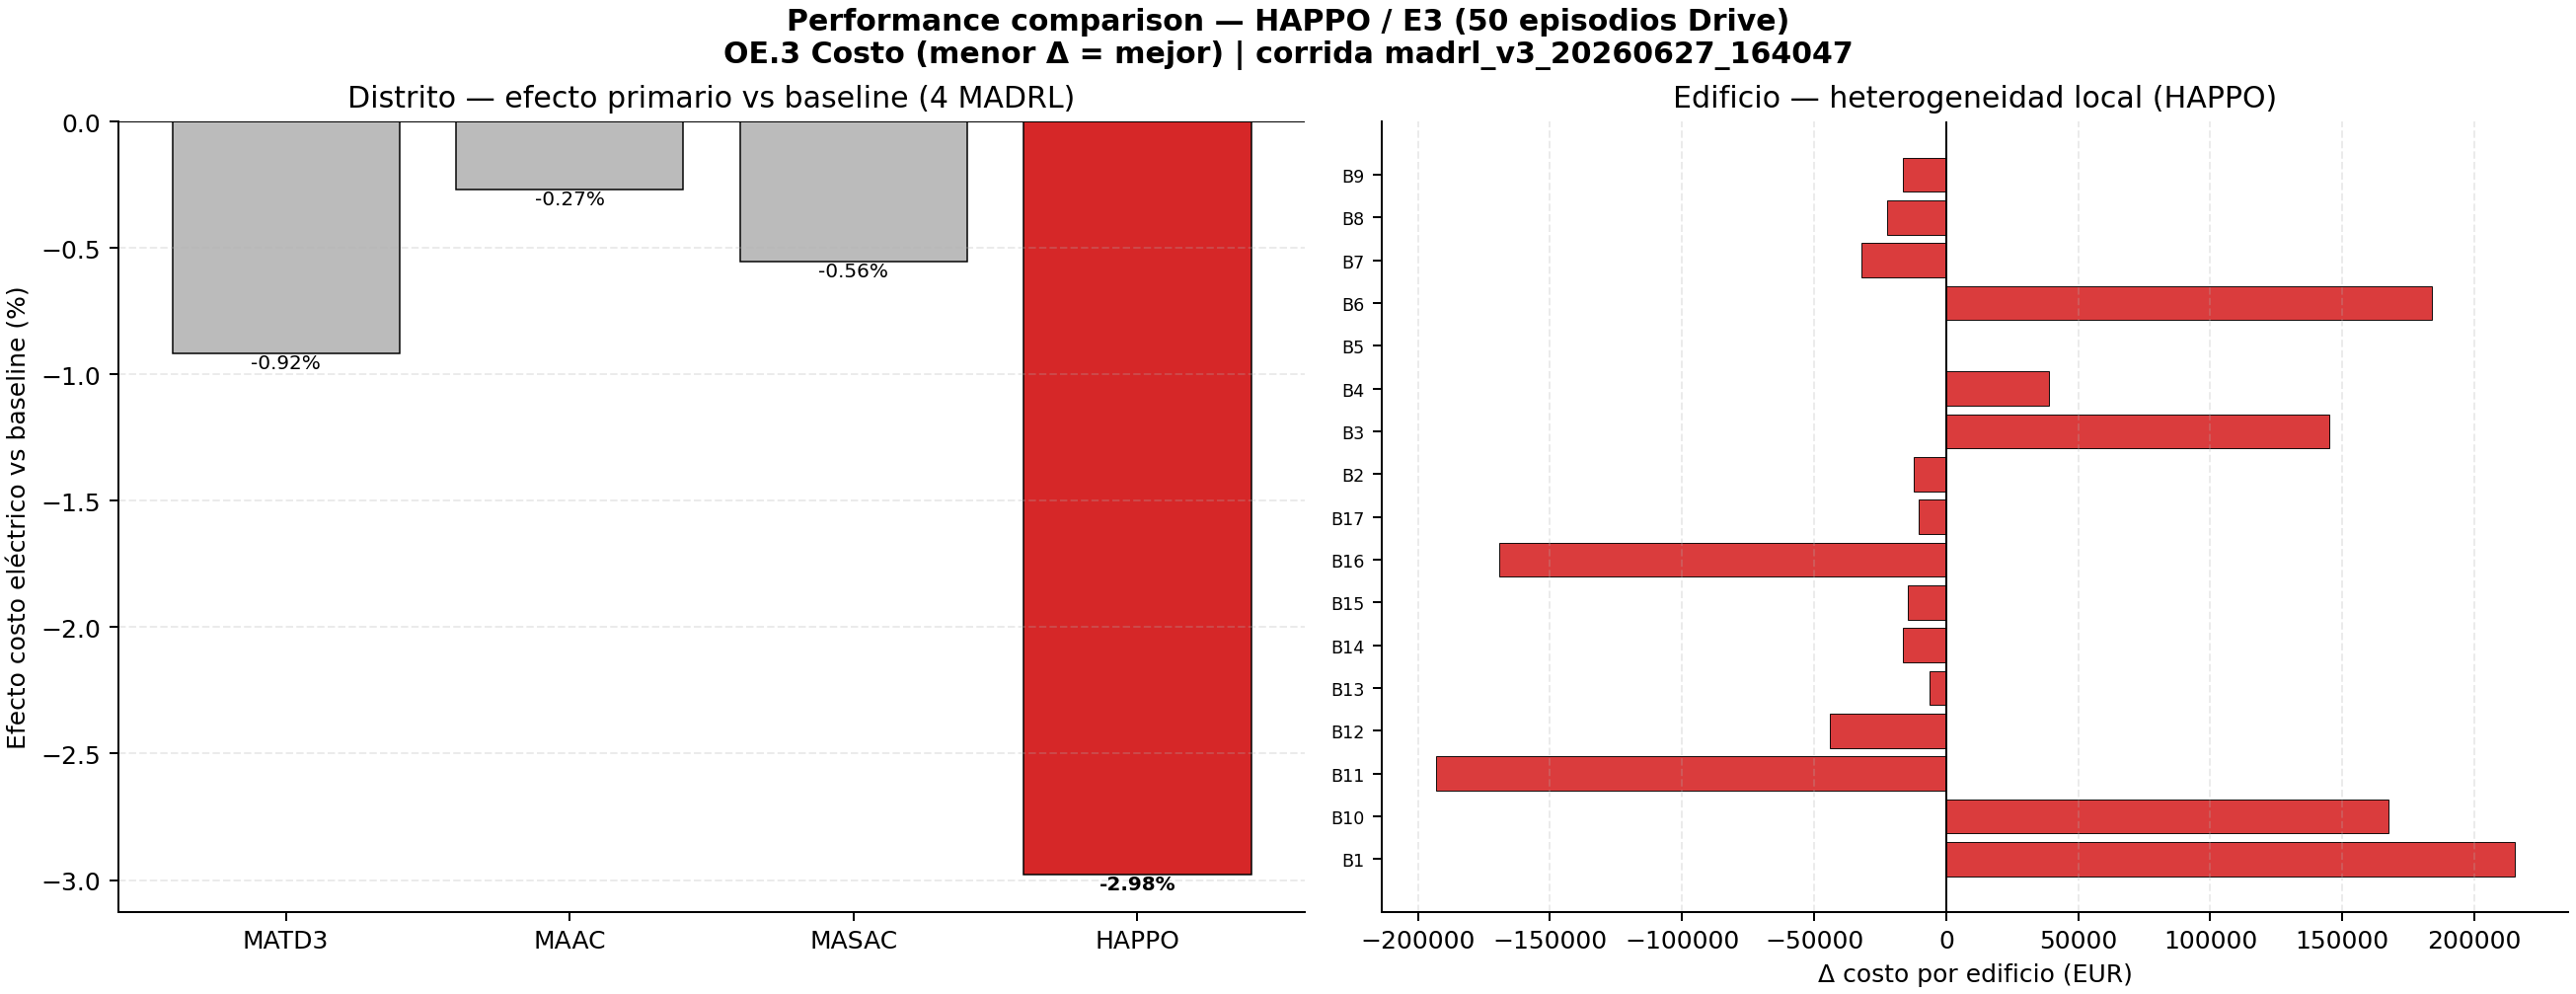 Performance comparison — HAPPO / E3 (50 episodios Drive)
OE.3 Costo (menor Δ = mejor) | corrida madrl_v3_20260627_164047
Distrito — efecto primario vs baseline (4 MADRL)
Efecto costo eléctrico vs baseline (%)
0.0
−0.5
−1.0
−1.5
−2.0
−2.5
−3.0
-0.92%
-0.27%
-0.56%
-2.98%
MATD3
MAAC
MASAC
HAPPO
Edificio — heterogeneidad local (HAPPO)
B9
B8
B7
B6
B5
B4
B3
B2
B17
B16
B15
B14
B13
B12
B11
B10
B1
−200000
−150000
−100000
−50000
0
50000
100000
150000
200000
Δ costo por edificio (EUR)